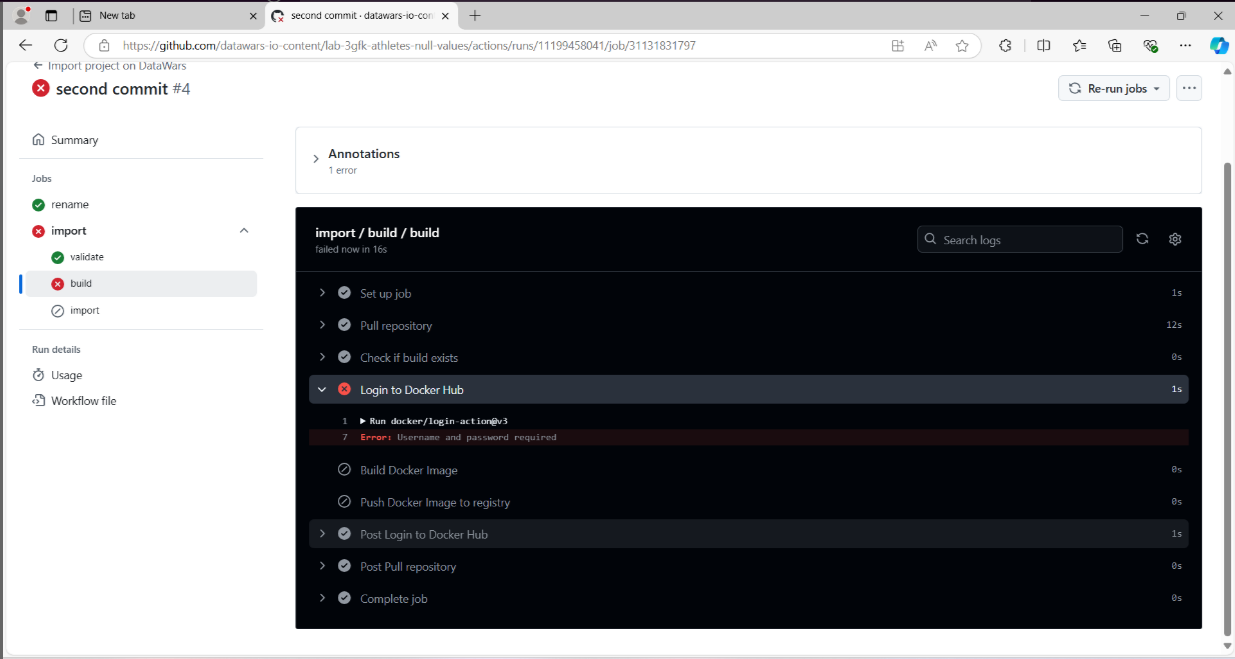 New tab
second commit · datawars-io-con
https://github.com/datawars-io-content/lab-3gfk-athletes-null-values/actions/runs/11199458041/job/31131831797
← Import project on DataWars
second commit #4
Re-run jobs
Summary
Jobs
rename
import
validate
build
import
Run details
Usage
Workflow file
Annotations
1 error
import / build / build
failed now in 16s
Search logs
Set up job 1s
Pull repository 12s
Check if build exists 0s
Login to Docker Hub 1s
1 ▶ Run docker/login-action@v3
7 Error: Username and password required
Build Docker Image 0s
Push Docker Image to registry 0s
Post Login to Docker Hub 1s
Post Pull repository 0s
Complete job 0s